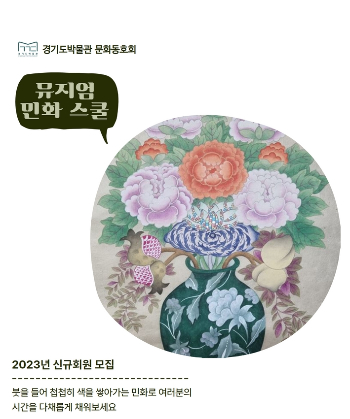 경기도박물관 문화동호회
뮤지엄
민화 스쿨
2023년 신규회원 모집
붓을 들어 첩첩히 색을 쌓아가는 민화로 여러분의
시간을 다채롭게 채워보세요